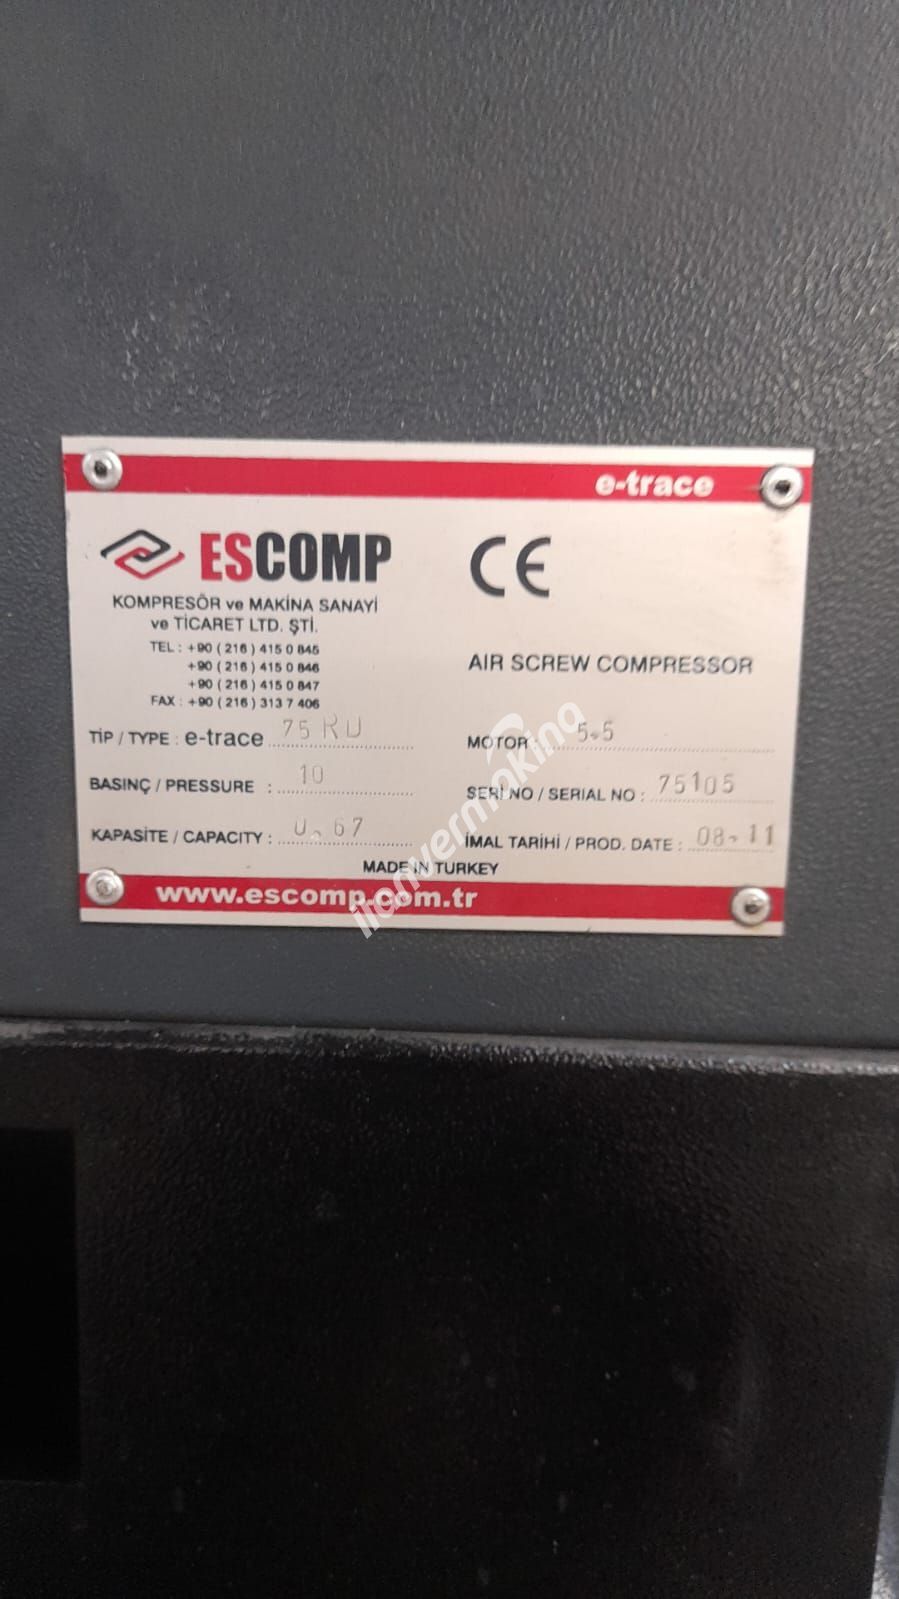 e-trace
ESCOMP
KOMPRESÖR ve MAKİNA SANAYİ
ve TİCARET LTD. ŞTİ.
TEL : +90 ( 216 ) 415 0 845
+90 ( 216 ) 415 0 846
+90 ( 216 ) 415 0 847
FAX : +90 ( 216 ) 313 7 406
CE
AIR SCREW COMPRESSOR
TİP / TYPE : e-trace 75 RD
MOTOR : 5.5
BASINÇ / PRESSURE : 10
SERİ NO / SERIAL NO : 75105
KAPASİTE / CAPACITY : 0.67
İMAL TARİHİ / PROD. DATE : 08-11
MADE IN TURKEY
www.escomp.com.tr
ilanvermakina